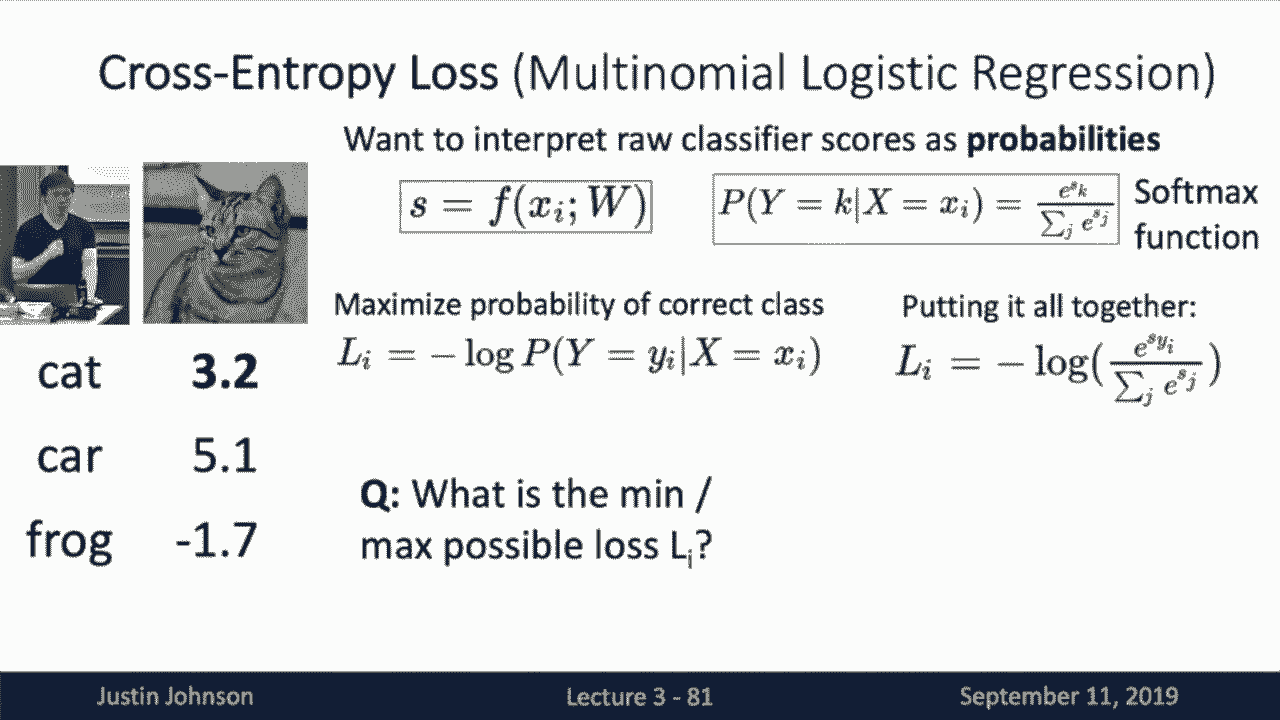 Cross-Entropy Loss (Multinomial Logistic Regression)
Want to interpret raw classifier scores as probabilities
s = f(x_i; W)
P(Y = k|X = x_i) = \frac{e^{s_k}}{\sum_j e^{s_j}}
Softmax
function
Maximize probability of correct class
L_i = − log P(Y = y_i|X = x_i)
Putting it all together:
L_i = − log(\frac{e^{s_{y_i}}}{\sum_j e^{s_j}})
cat 3.2
car 5.1
frog -1.7
Q: What is the min /
max possible loss L_i?
Justin Johnson
Lecture 3 - 81
September 11, 2019